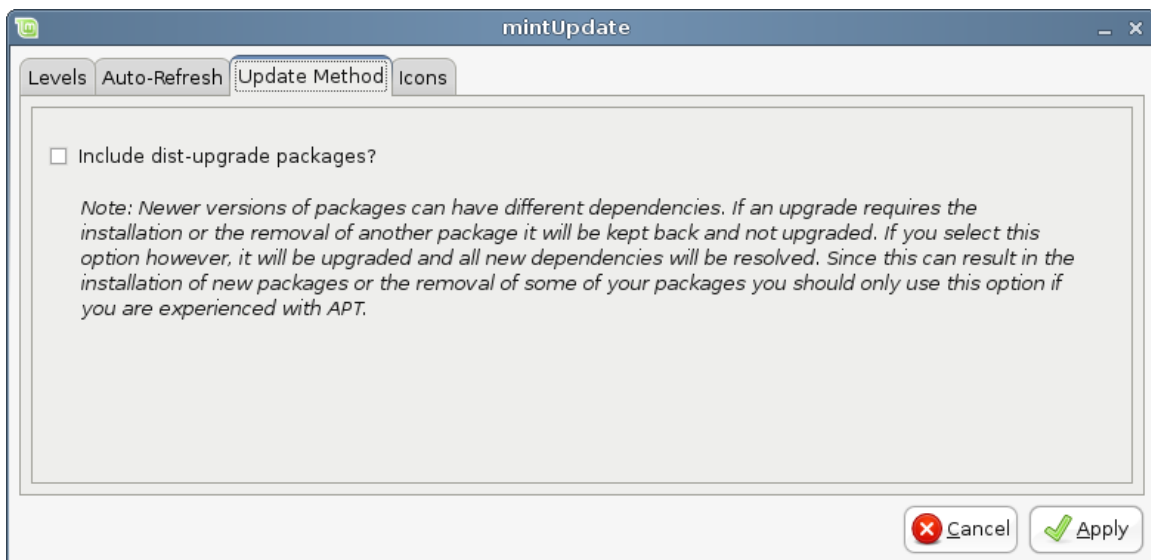 mintUpdate
Levels Auto-Refresh Update Method Icons
Include dist-upgrade packages?
Note: Newer versions of packages can have different dependencies. If an upgrade requires the
installation or the removal of another package it will be kept back and not upgraded. If you select this
option however, it will be upgraded and all new dependencies will be resolved. Since this can result in the
installation of new packages or the removal of some of your packages you should only use this option if
you are experienced with APT.
Cancel Apply